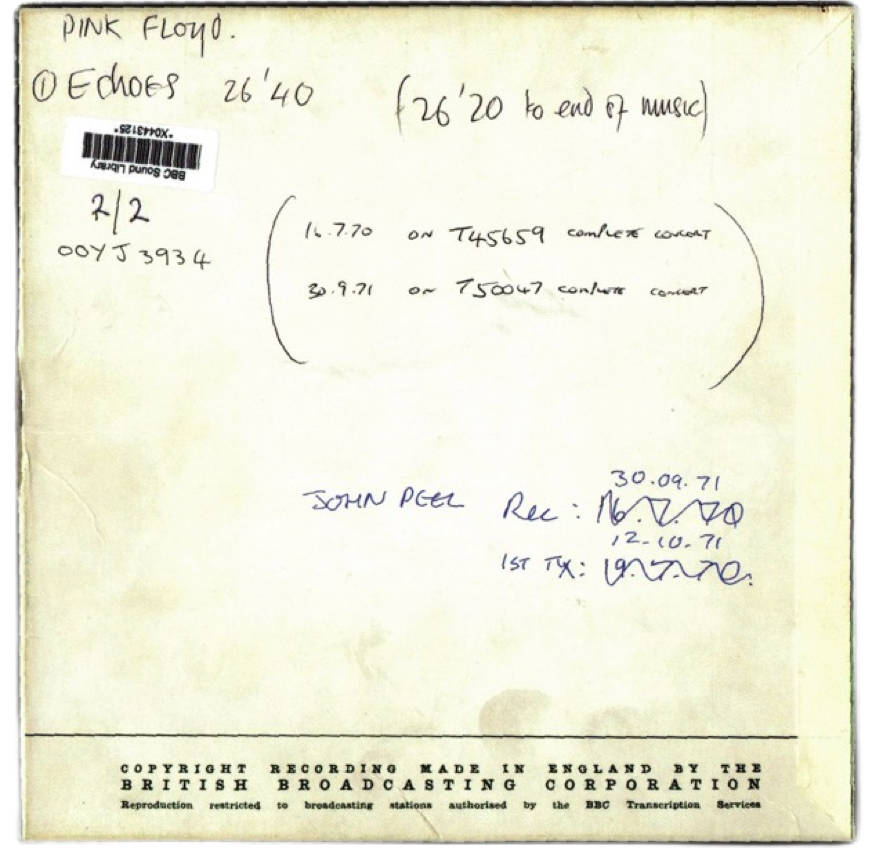 PINK FLOYD.
① Echoes 26'40 (26'20 to end of music)
*X0443125*
BBC Sound Library
2/2
00YJ3934
(16.7.70 on T45659 complete concert
30.9.71 on T50047 complete concert)
30.09.71
JOHN PEEL Rec: 16.7.70
12-10.71
1ST TX: 19.7.70.
COPYRIGHT RECORDING MADE IN ENGLAND BY THE
BRITISH BROADCASTING CORPORATION
Reproduction restricted to broadcasting stations authorised by the BBC Transcription Services